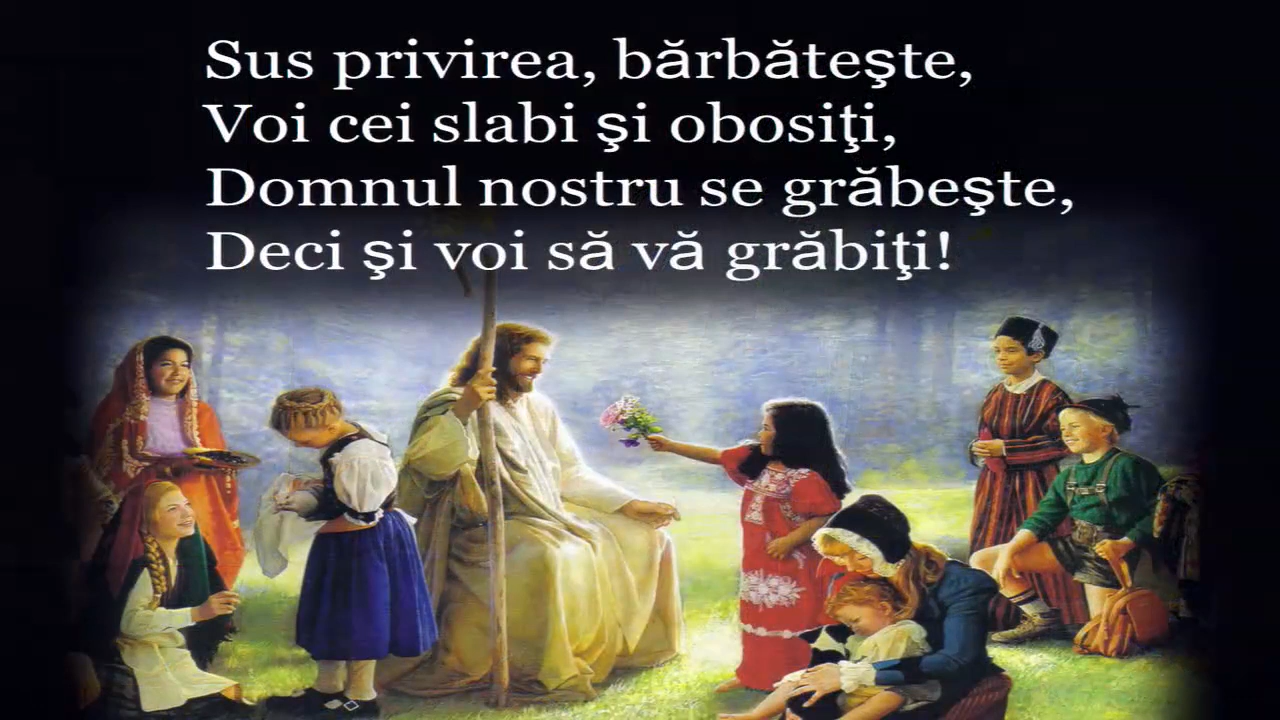 Sus privirea, bărbăteşte,
Voi cei slabi şi obosiţi,
Domnul nostru se grăbeşte,
Deci şi voi să vă grăbiţi!